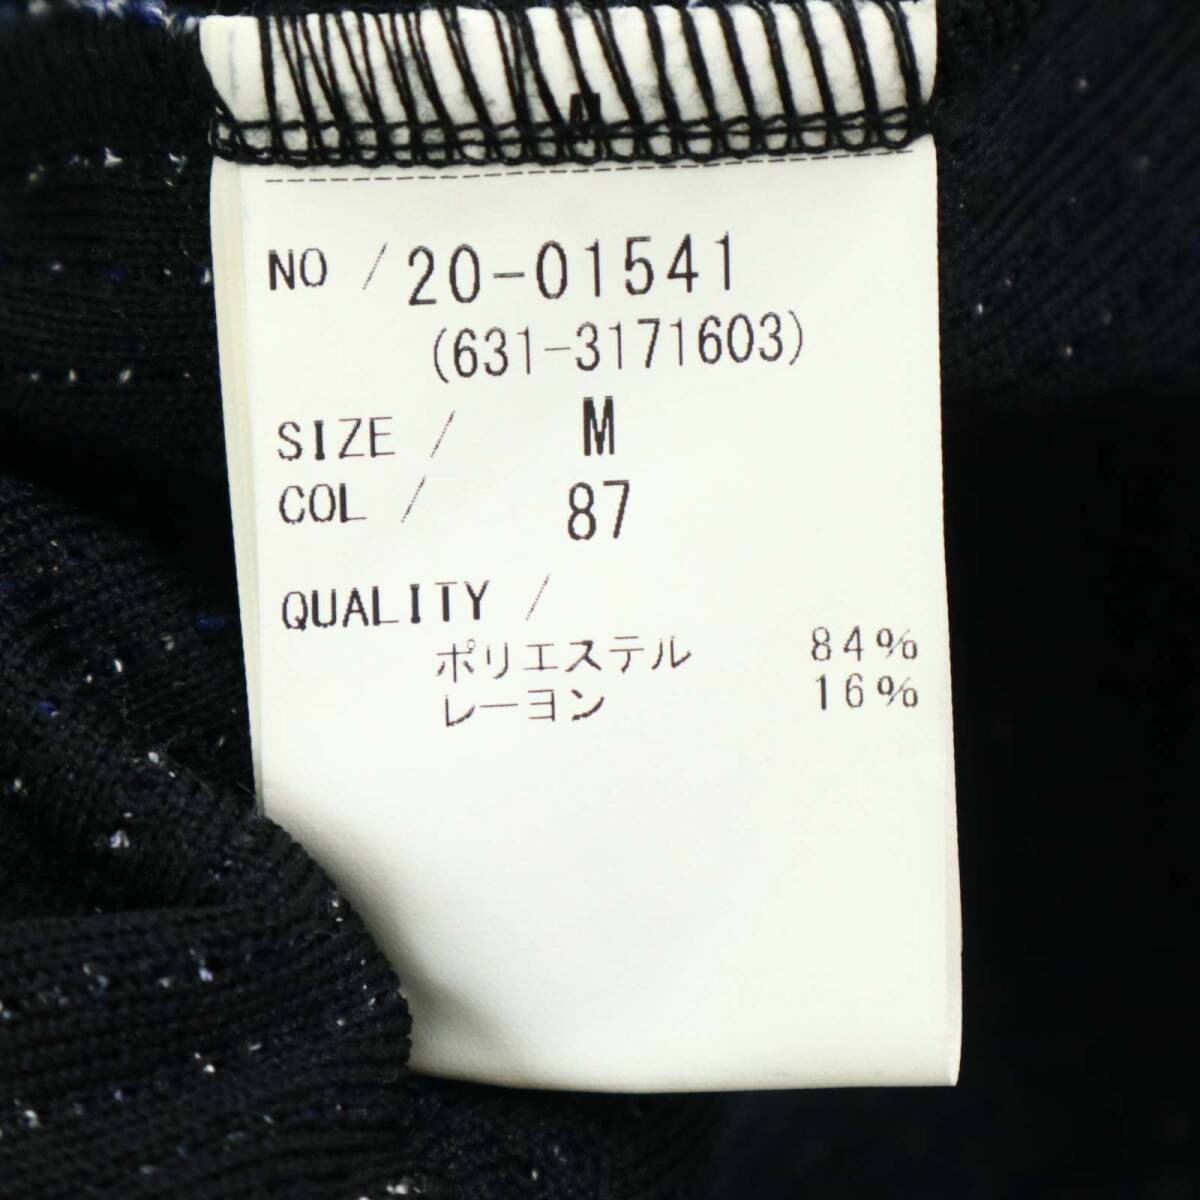 NO / 20-01541
(631-3171603)
SIZE / M
COL / 87
QUALITY /
ポリエステル 84%
レーヨン 16%